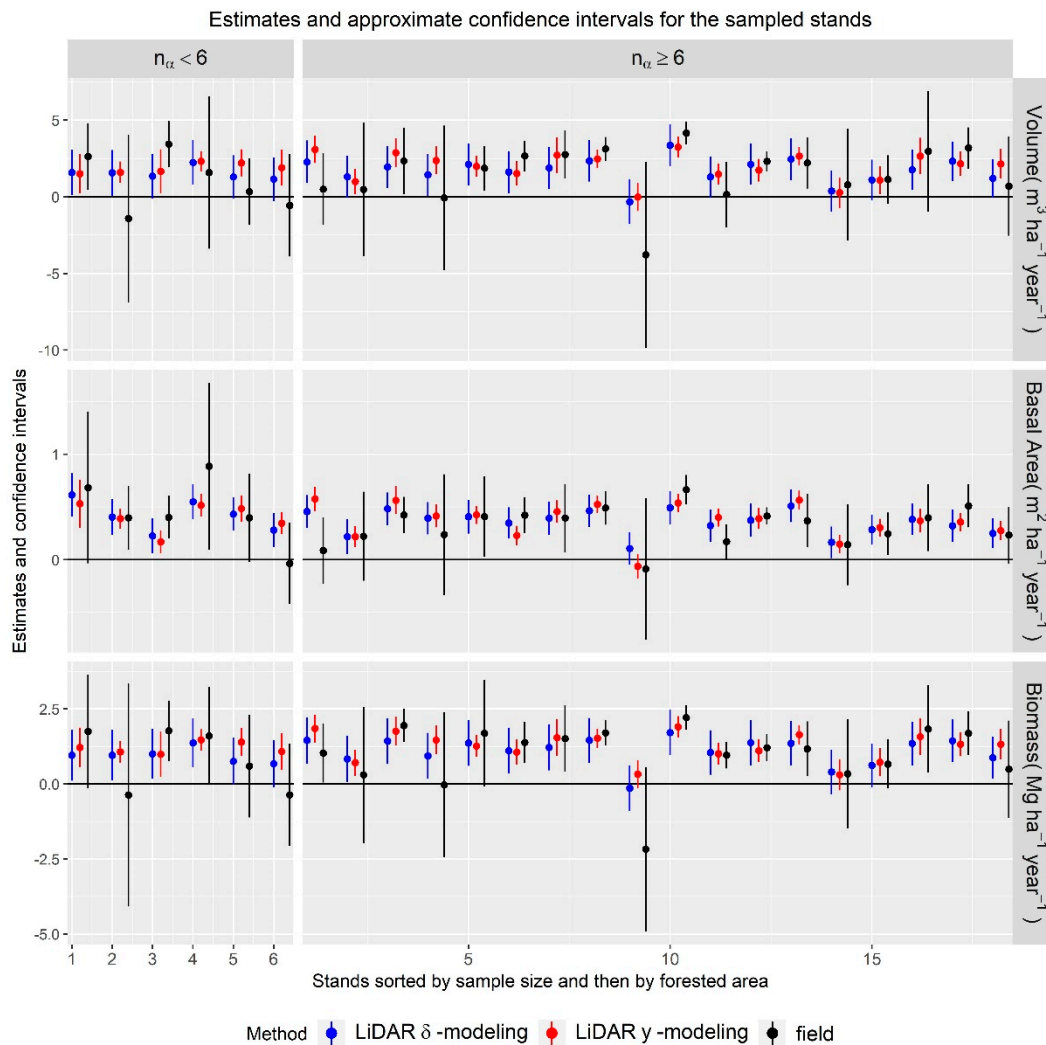 Estimates and approximate confidence intervals for the sampled stands
nα < 6
nα ≥ 6
5
0
-5
-10
Volume( m³ ha⁻¹ year⁻¹ )
Estimates and confidence intervals
1
0
Basal Area( m² ha⁻¹ year⁻¹ )
2.5
0.0
-2.5
-5.0
Biomass( Mg ha⁻¹ year⁻¹ )
1 2 3 4 5 6 5 10 15
Stands sorted by sample size and then by forested area
Method LiDAR δ -modeling LiDAR y -modeling field